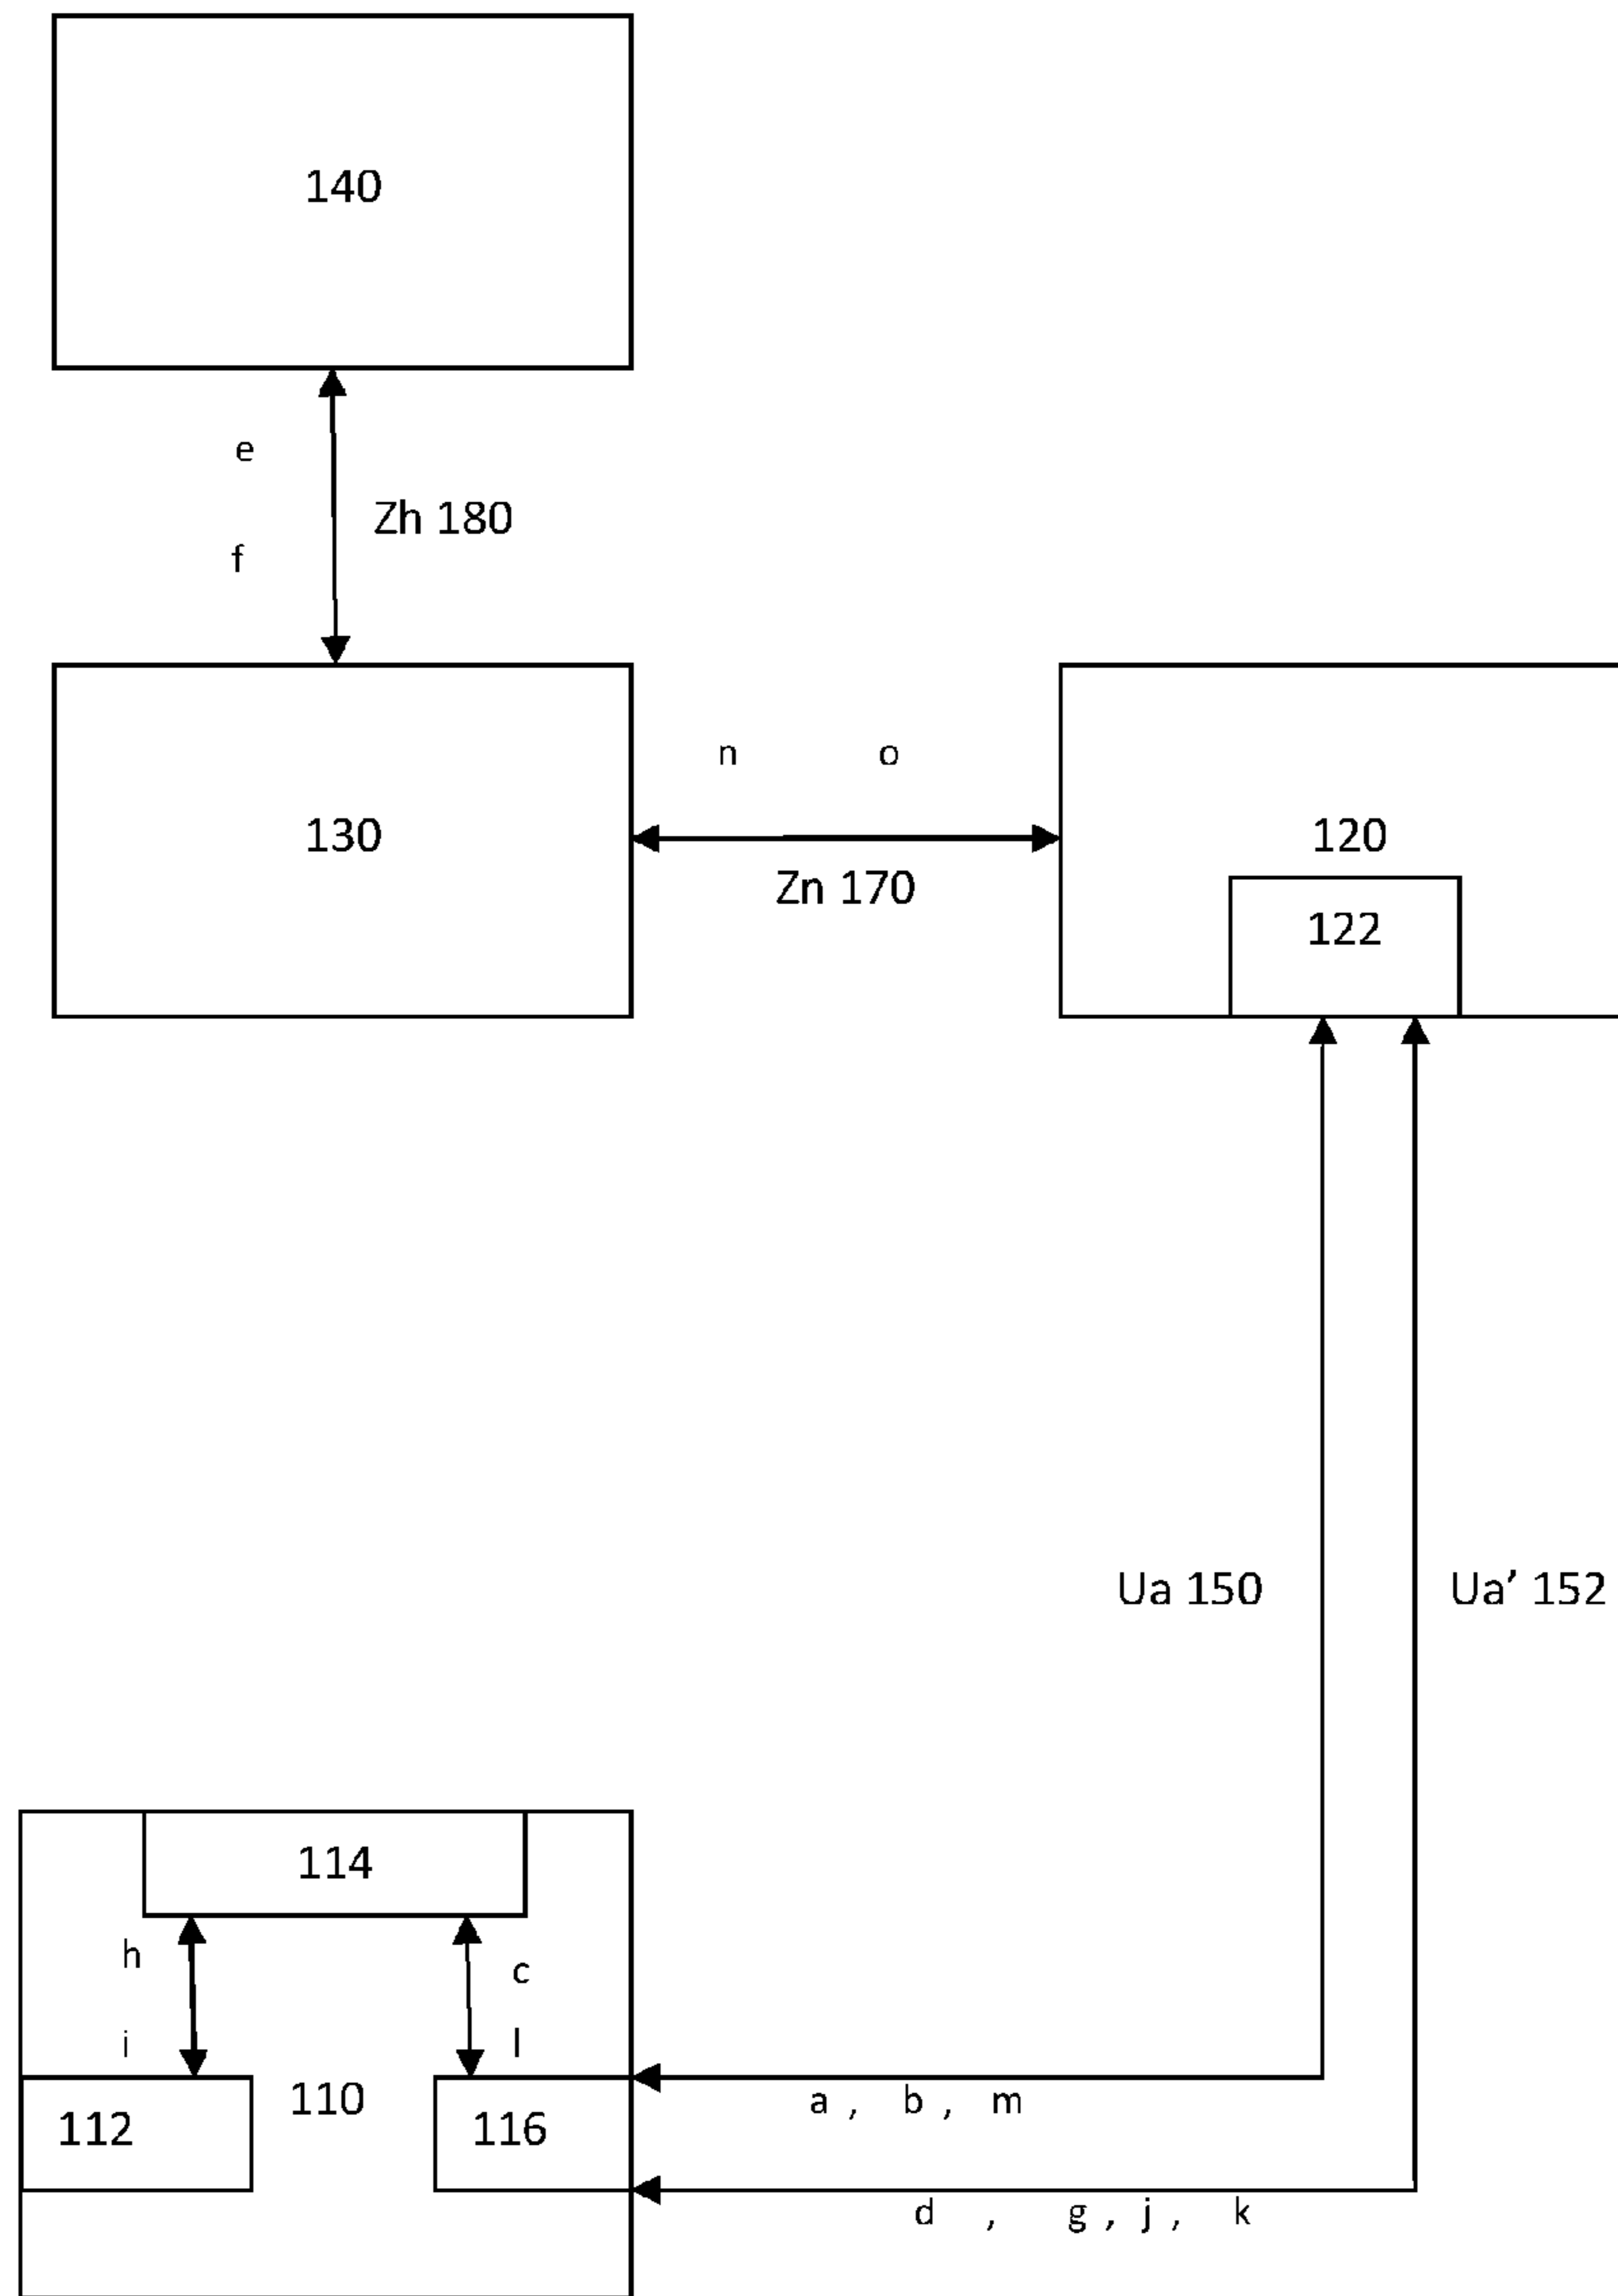 140
e
Zh 180
f
n o
130
120
Zn 170
122
Ua 150
Ua' 152
114
h
c
i
l
110
a , b , m
112
116
d , g , j , k